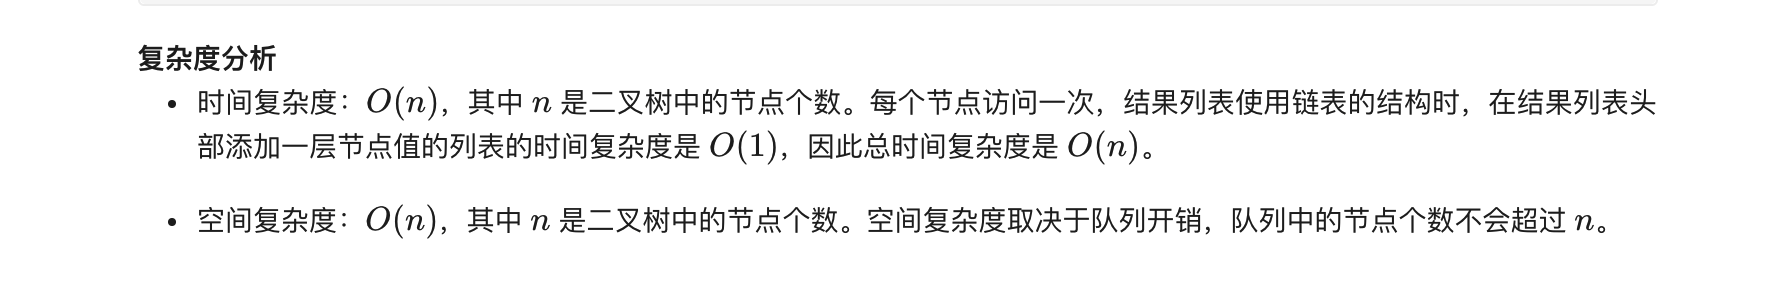 复杂度分析
• 时间复杂度：O(n)，其中 n 是二叉树中的节点个数。每个节点访问一次，结果列表使用链表的结构时，在结果列表头
部添加一层节点值的列表的时间复杂度是 O(1)，因此总时间复杂度是 O(n)。
• 空间复杂度：O(n)，其中 n 是二叉树中的节点个数。空间复杂度取决于队列开销，队列中的节点个数不会超过 n。